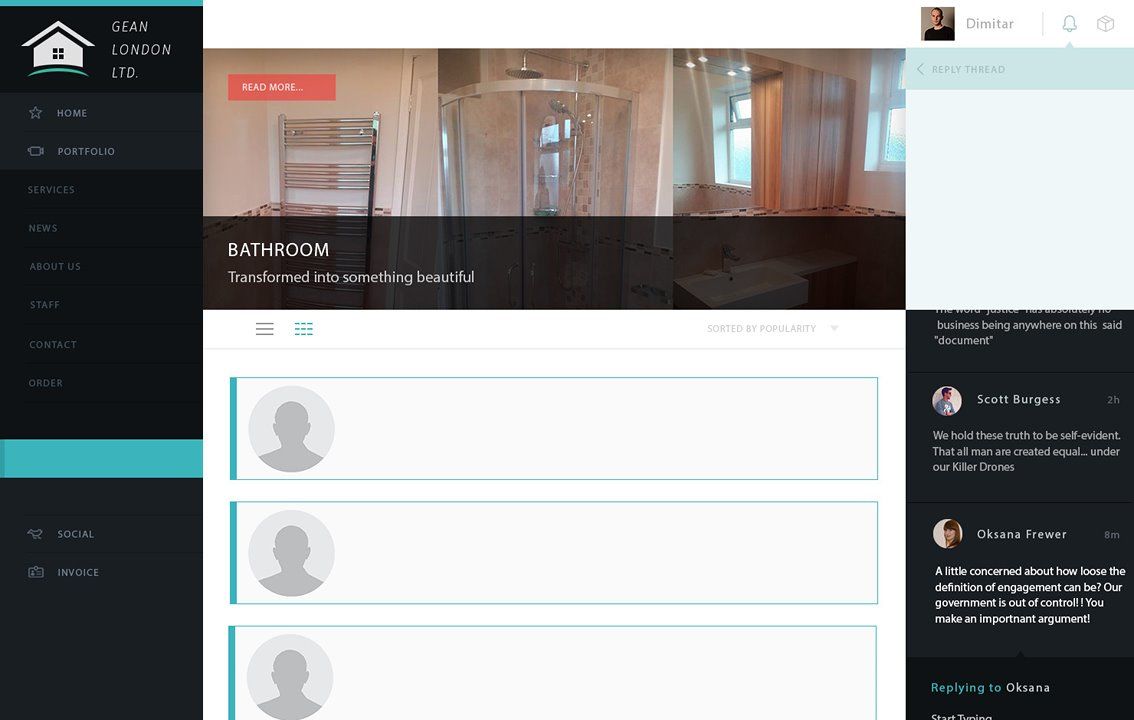 GEAN
LONDON
LTD.
HOME
PORTFOLIO
SERVICES
NEWS
ABOUT US
STAFF
CONTACT
ORDER
SOCIAL
INVOICE
READ MORE...
BATHROOM
Transformed into something beautiful
SORTED BY POPULARITY
Dimitar
REPLY THREAD
The word "Justice" has absolutely no
business being anywhere on this said
"document"
Scott Burgess 2h
We hold these truth to be self-evident.
That all man are created equal... under
our Killer Drones
Oksana Frewer 8m
A little concerned about how loose the
definition of engagement can be? Our
government is out of control!! You
make an importnant argument!
Replying to Oksana
Start Typing